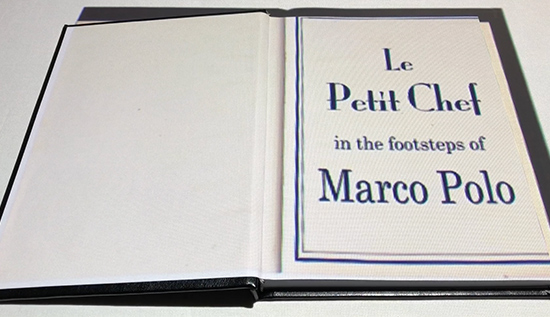 Le
Petit Chef
in the footsteps of
Marco Polo